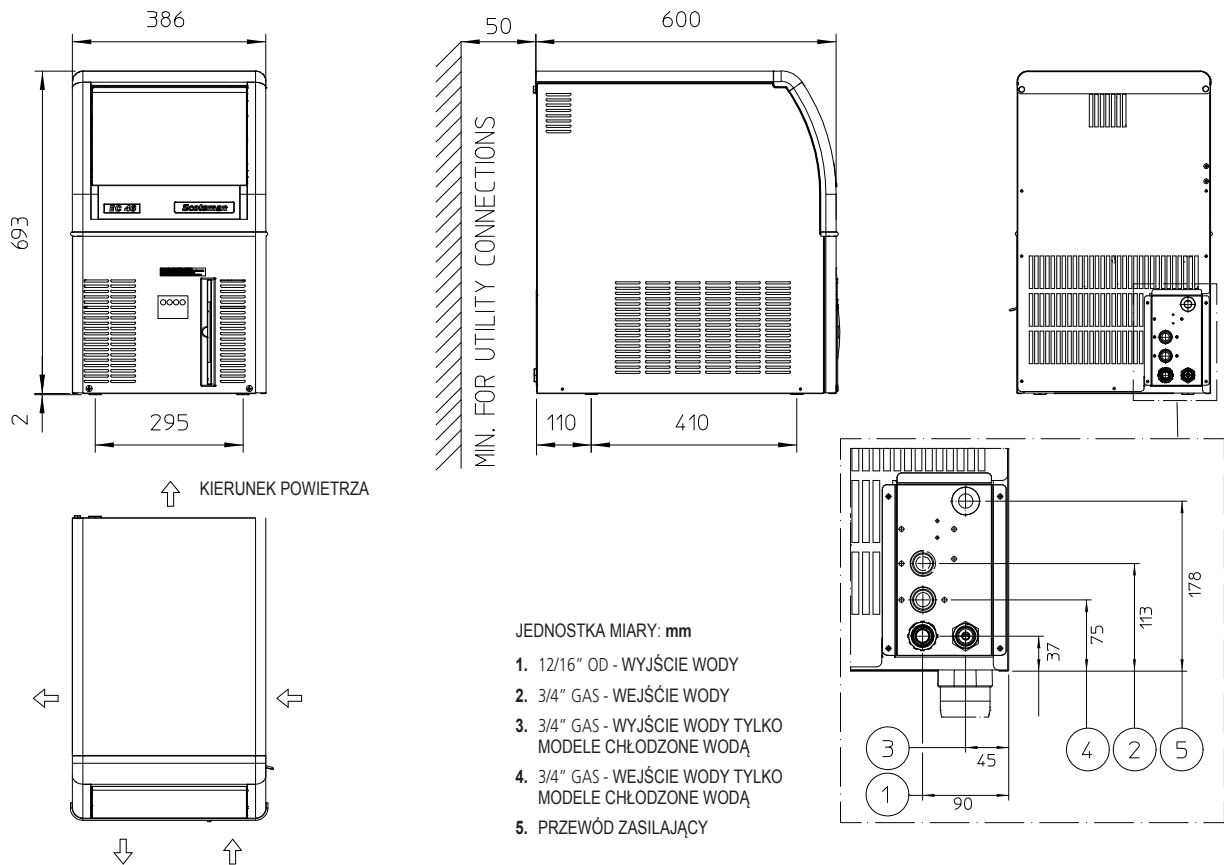 386
50
600
693
2
MIN. FOR UTILITY CONNECTIONS
EC 46
Scotsman
295
110
410
KIERUNEK POWIETRZA
JEDNOSTKA MIARY: mm
1. 12/16" OD - WYJŚCIE WODY
2. 3/4" GAS - WEJŚĆIE WODY
3. 3/4" GAS - WYJŚCIE WODY TYLKO
MODELE CHŁODZONE WODĄ
4. 3/4" GAS - WEJŚCIE WODY TYLKO
MODELE CHŁODZONE WODĄ
5. PRZEWÓD ZASILAJĄCY
37
75
113
178
3
45
4
2
5
1
90